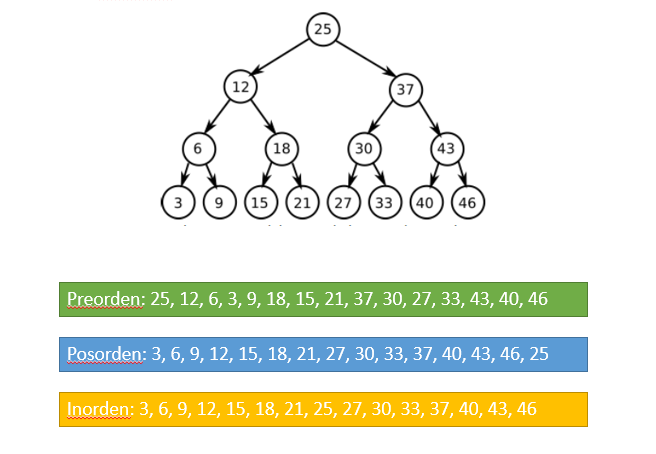 25
12 37
6 18 30 43
3 9 15 21 27 33 40 46
Preorden: 25, 12, 6, 3, 9, 18, 15, 21, 37, 30, 27, 33, 43, 40, 46
Posorden: 3, 6, 9, 12, 15, 18, 21, 27, 30, 33, 37, 40, 43, 46, 25
Inorden: 3, 6, 9, 12, 15, 18, 21, 25, 27, 30, 33, 37, 40, 43, 46